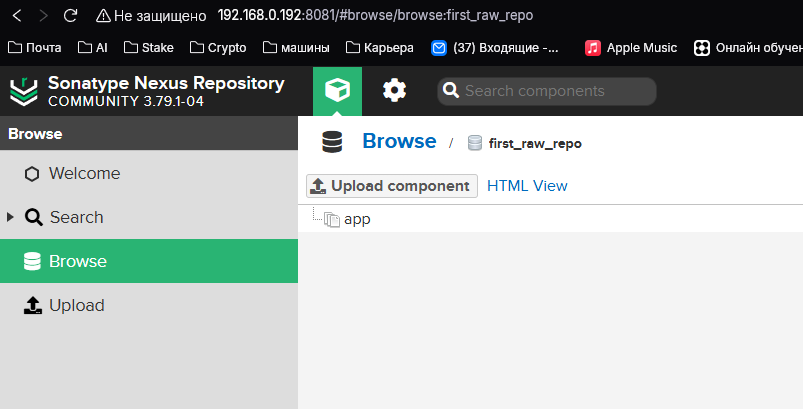 Не защищено 192.168.0.192:8081/#browse/browse:first_raw_repo
Почта AI Stake Crypto машины Карьера (37) Входящие -... Apple Music Онлайн обучен
Sonatype Nexus Repository
COMMUNITY 3.79.1-04
Search components
Browse
Welcome
Search
Browse
Upload
Browse / first_raw_repo
Upload component HTML View
app